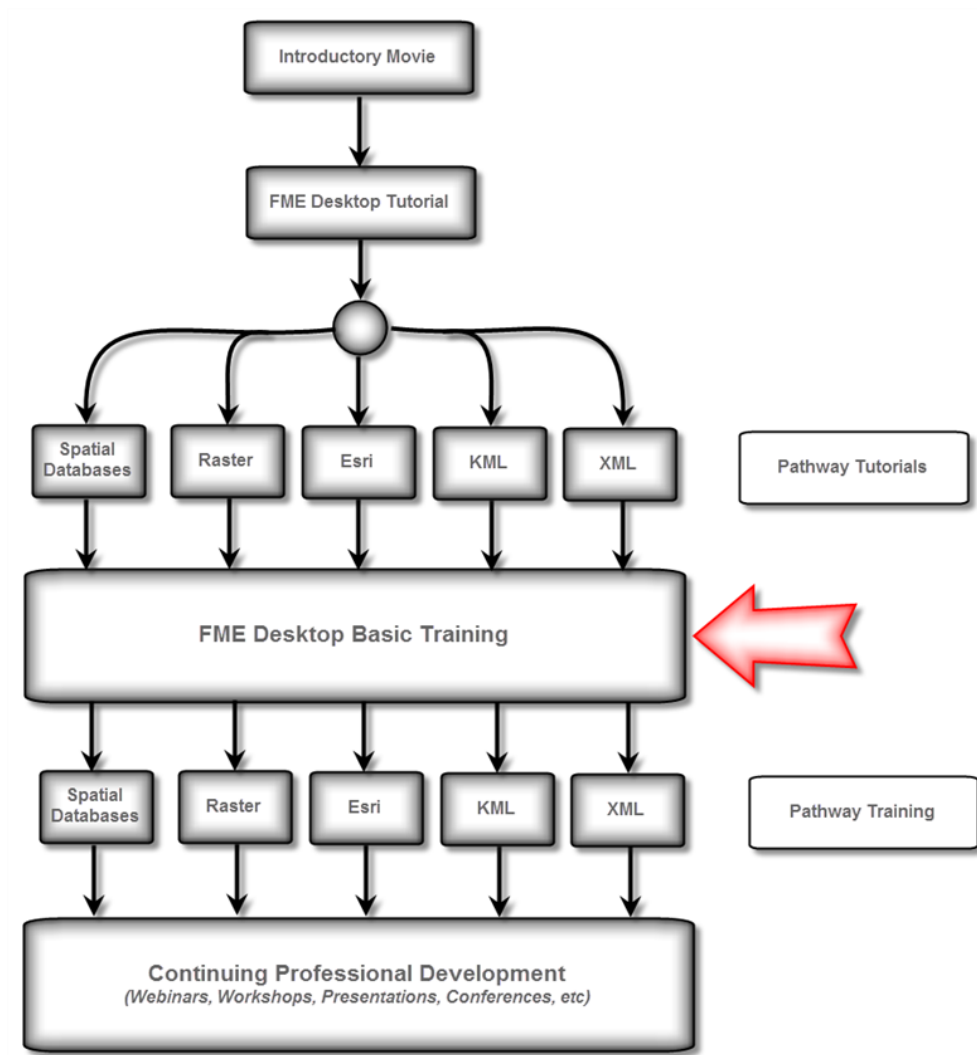 Introductory Movie
FME Desktop Tutorial
Spatial
Databases
Raster
Esri
KML
XML
Pathway Tutorials
FME Desktop Basic Training
Spatial
Databases
Raster
Esri
KML
XML
Pathway Training
Continuing Professional Development
(Webinars, Workshops, Presentations, Conferences, etc)